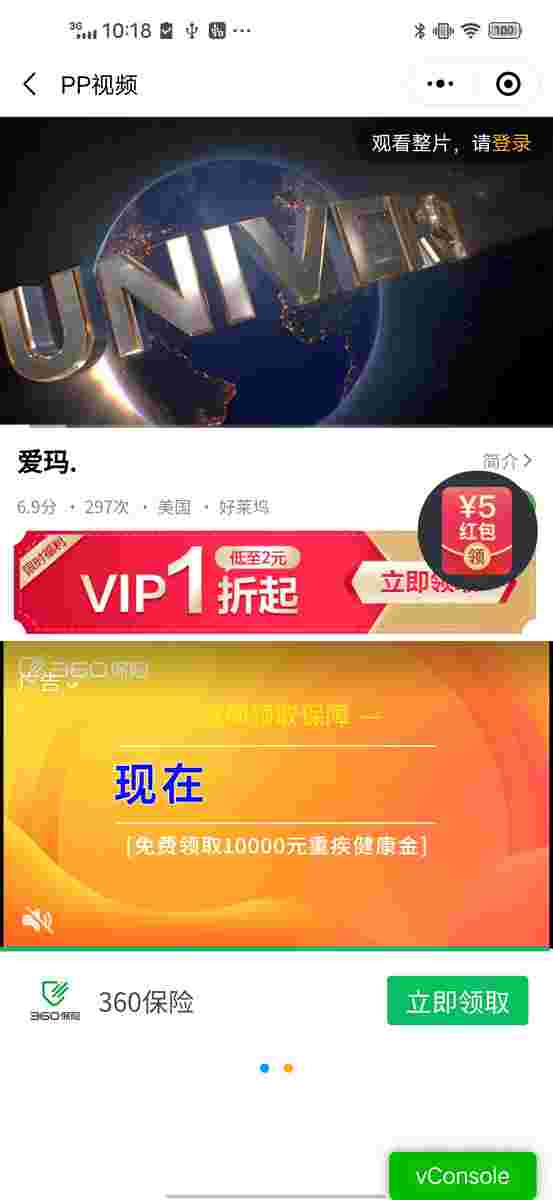 3G 10:18 100
PP视频
观看整片，请登录
UNIVER
爱玛.
简介
6.9分 · 297次 · 美国 · 好莱坞
¥5
红包
领
限时福利
VIP1折起
低至2元
立即领取
360保险
广告
领取保障
现在
[免费领取10000元重疾健康金]
360保险
360保险
立即领取
vConsole